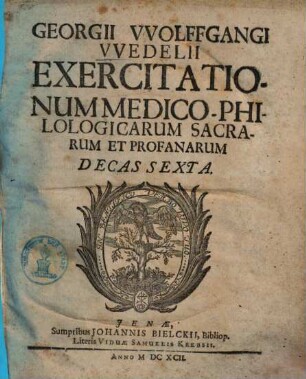 GEORGII VVOLFFGANGI
VVEDELII
EXERCITATIO-
NUM MEDICO-PHI-
LOLOGICARUM SACRA-
RUM ET PROFANARUM
DECAS SEXTA.
JENÆ,
Sumptibus JOHANNIS BIELCKII, Bibliop.
Literis VIDUÆ SAMUELIS KREBSII.
ANNO M DC XCII.